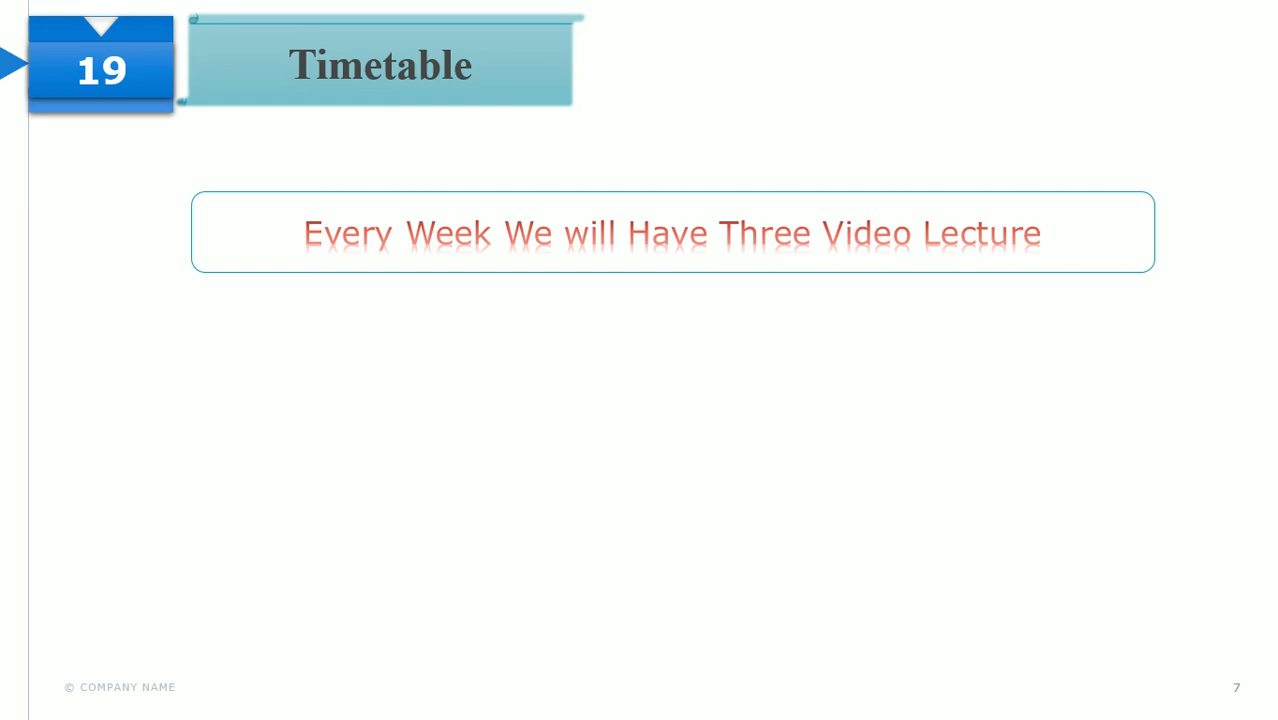 19
Timetable
Every Week We will Have Three Video Lecture
© COMPANY NAME
7